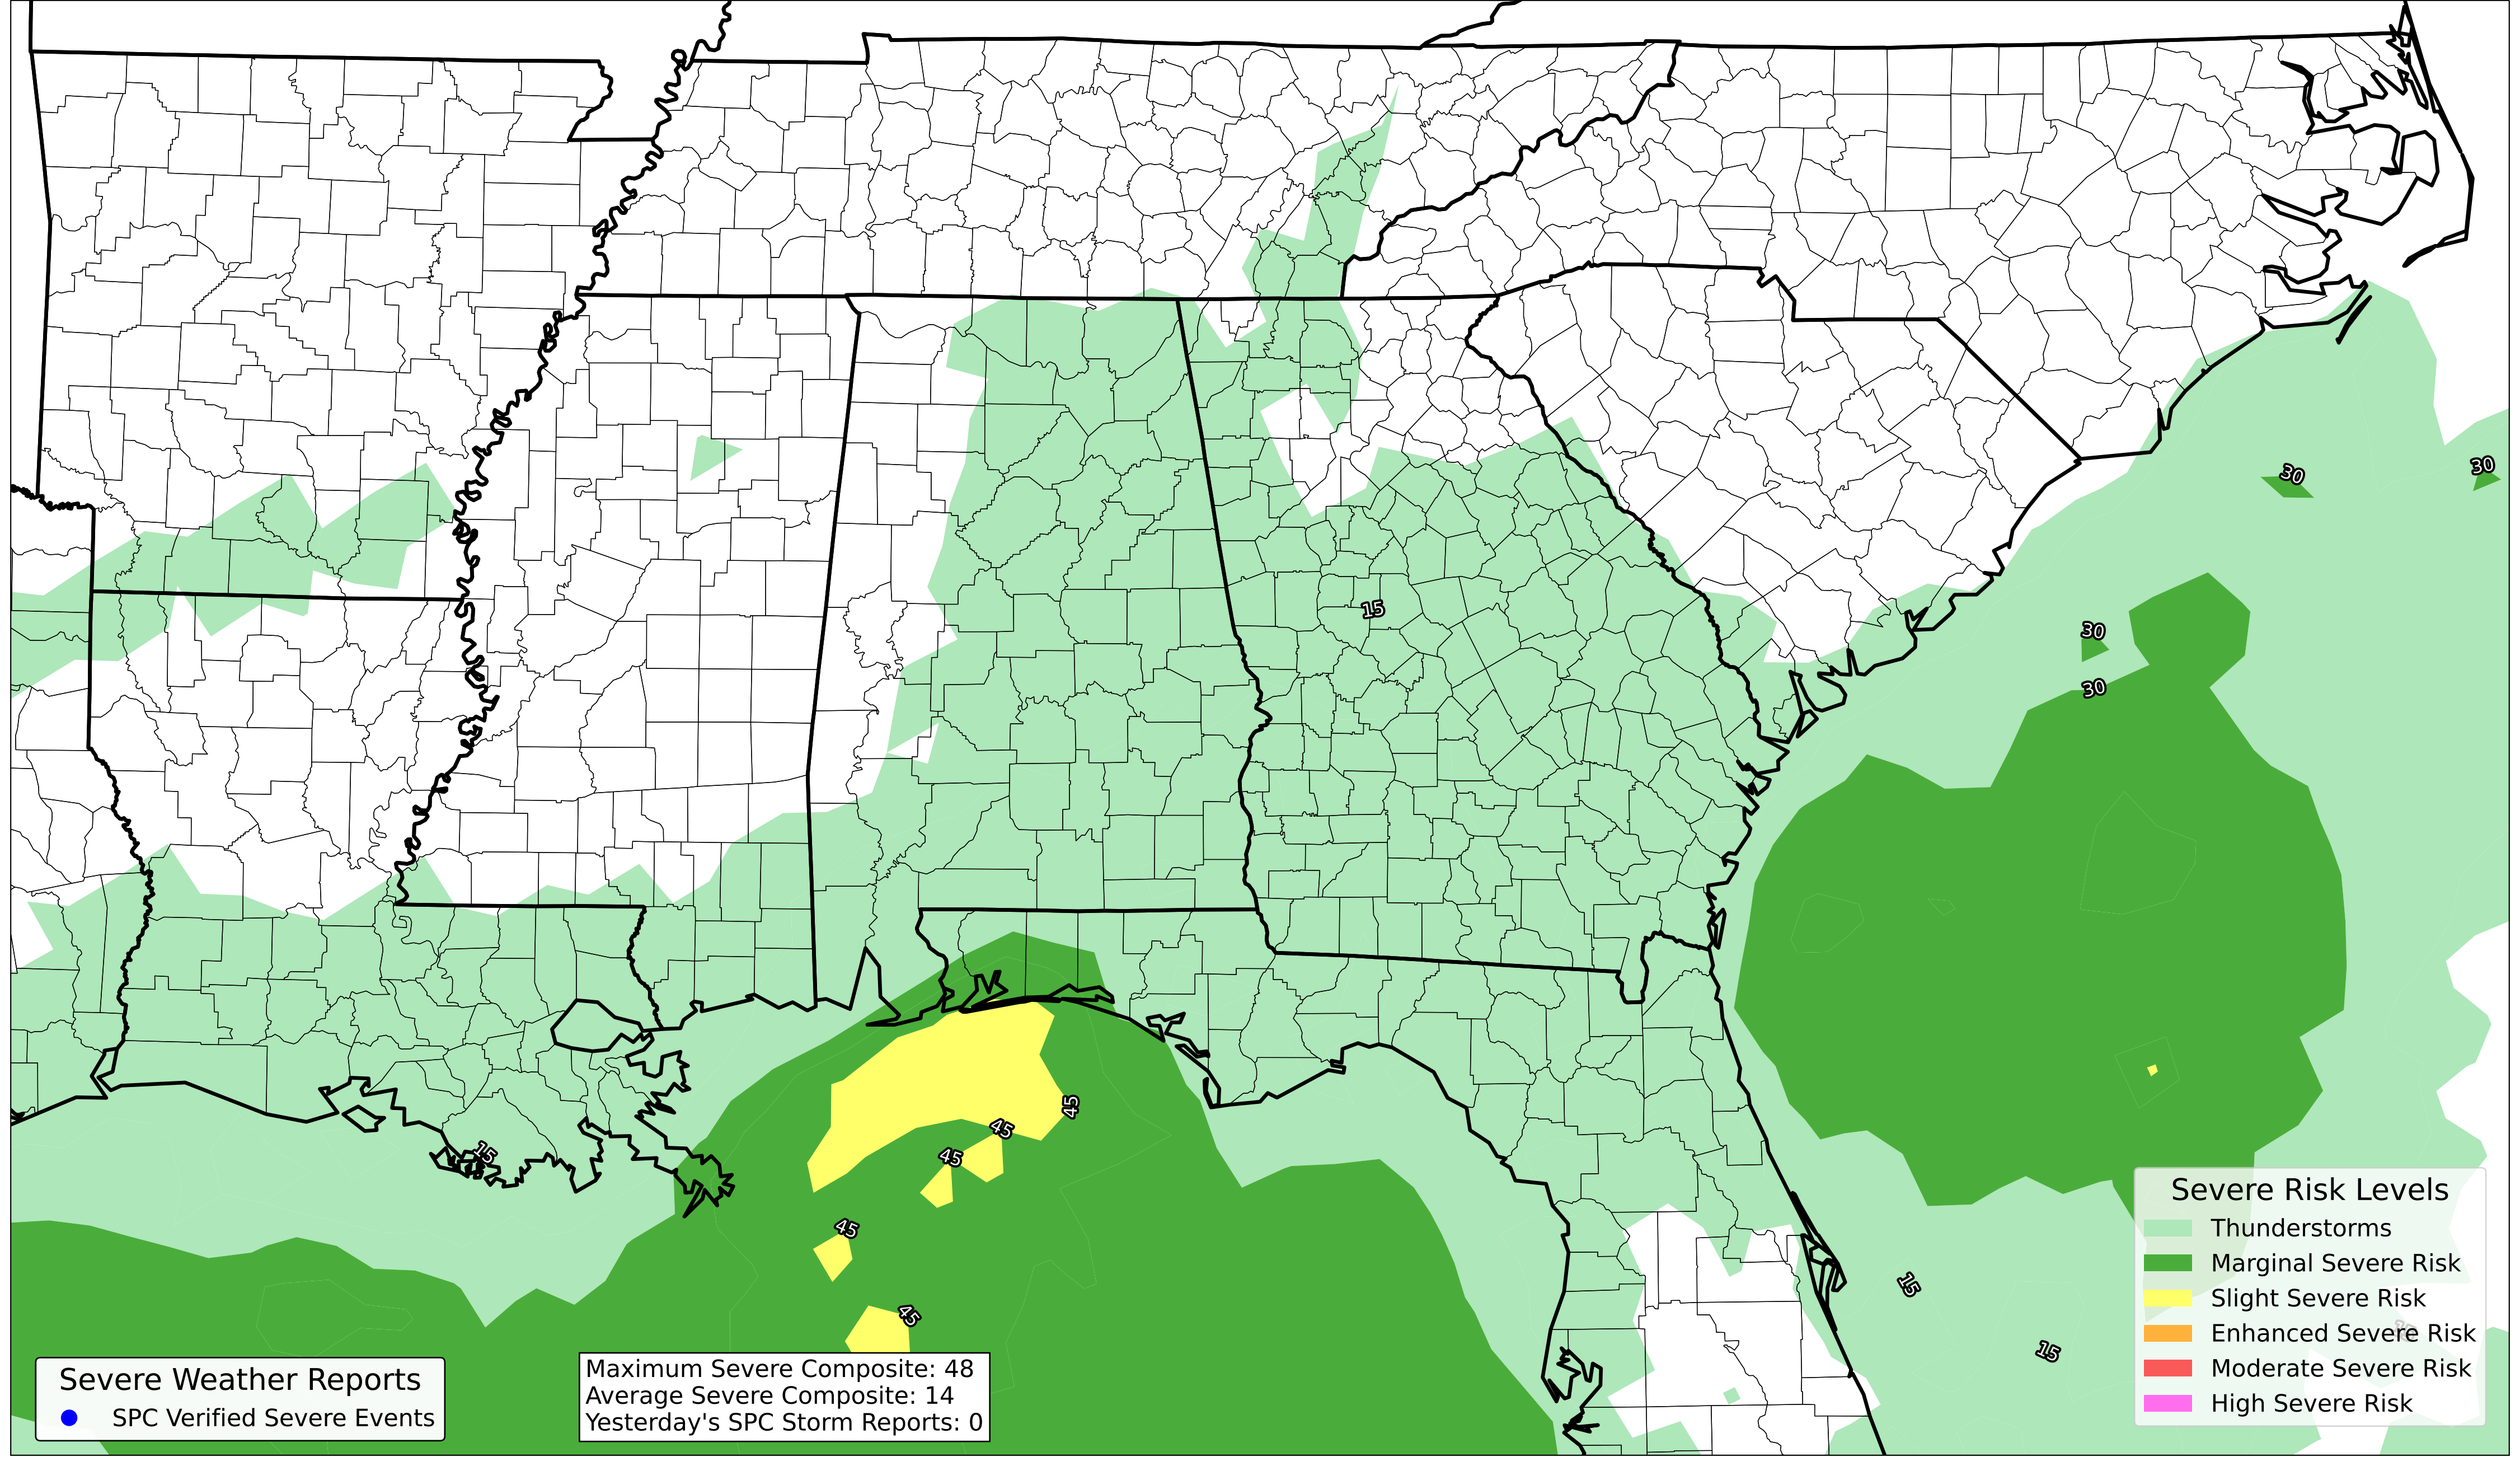 30
30
30
30
15
45
45
45
15
45
15
45
15
Severe Risk Levels
Thunderstorms
Marginal Severe Risk
Slight Severe Risk
Enhanced Severe Risk
Moderate Severe Risk
High Severe Risk
Severe Weather Reports
SPC Verified Severe Events
Maximum Severe Composite: 48
Average Severe Composite: 14
Yesterday's SPC Storm Reports: 0